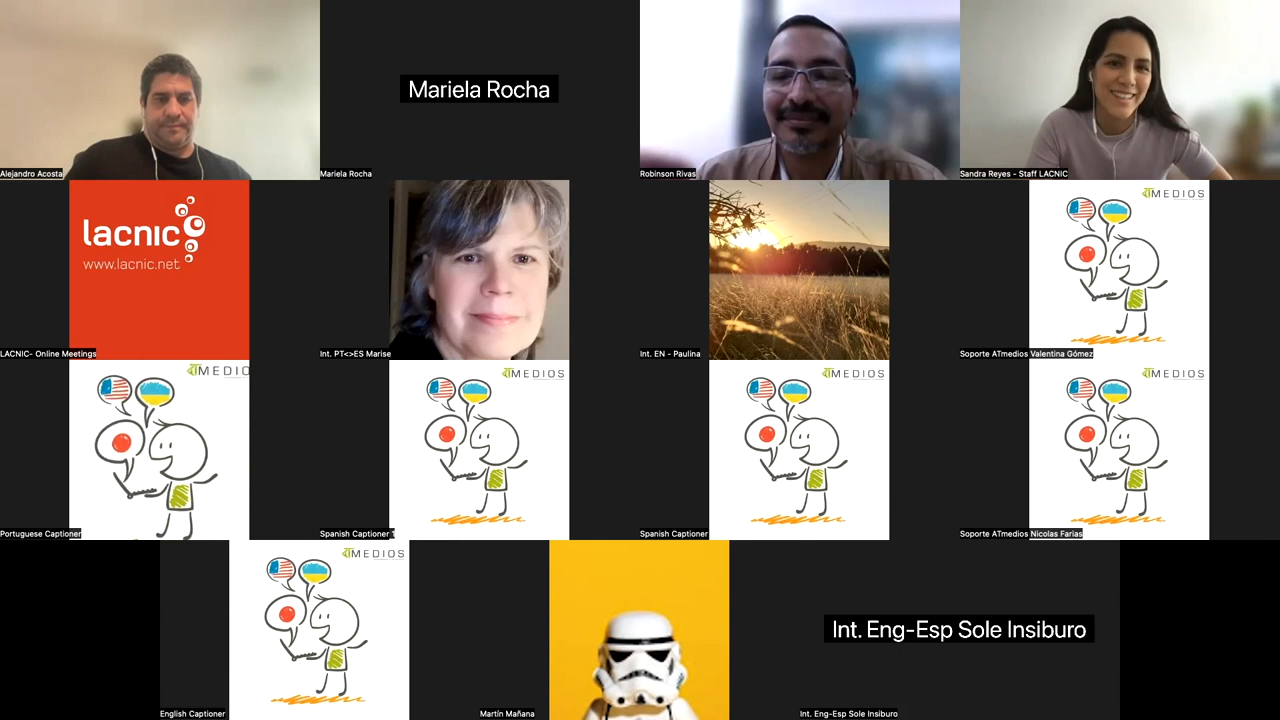 Mariela Rocha
Alejandro Acosta
Mariela Rocha
Robinson Rivas
Sandra Reyes - Staff LACNIC
lacnic
www.lacnic.net
MEDIOS
LACNIC- Online Meetings
Int. PT<>ES Marise
Int. EN - Paulina
Soporte ATmedios Valentina Gómez
MEDIO
MEDIOS
MEDIOS
MEDIOS
Portuguese Captioner
Spanish Captioner 1
Spanish Captioner
Soporte ATmedios Nicolas Farias
MEDIOS
Int. Eng-Esp Sole Insiburo
English Captioner
Martín Mañana
Int. Eng-Esp Sole Insiburo